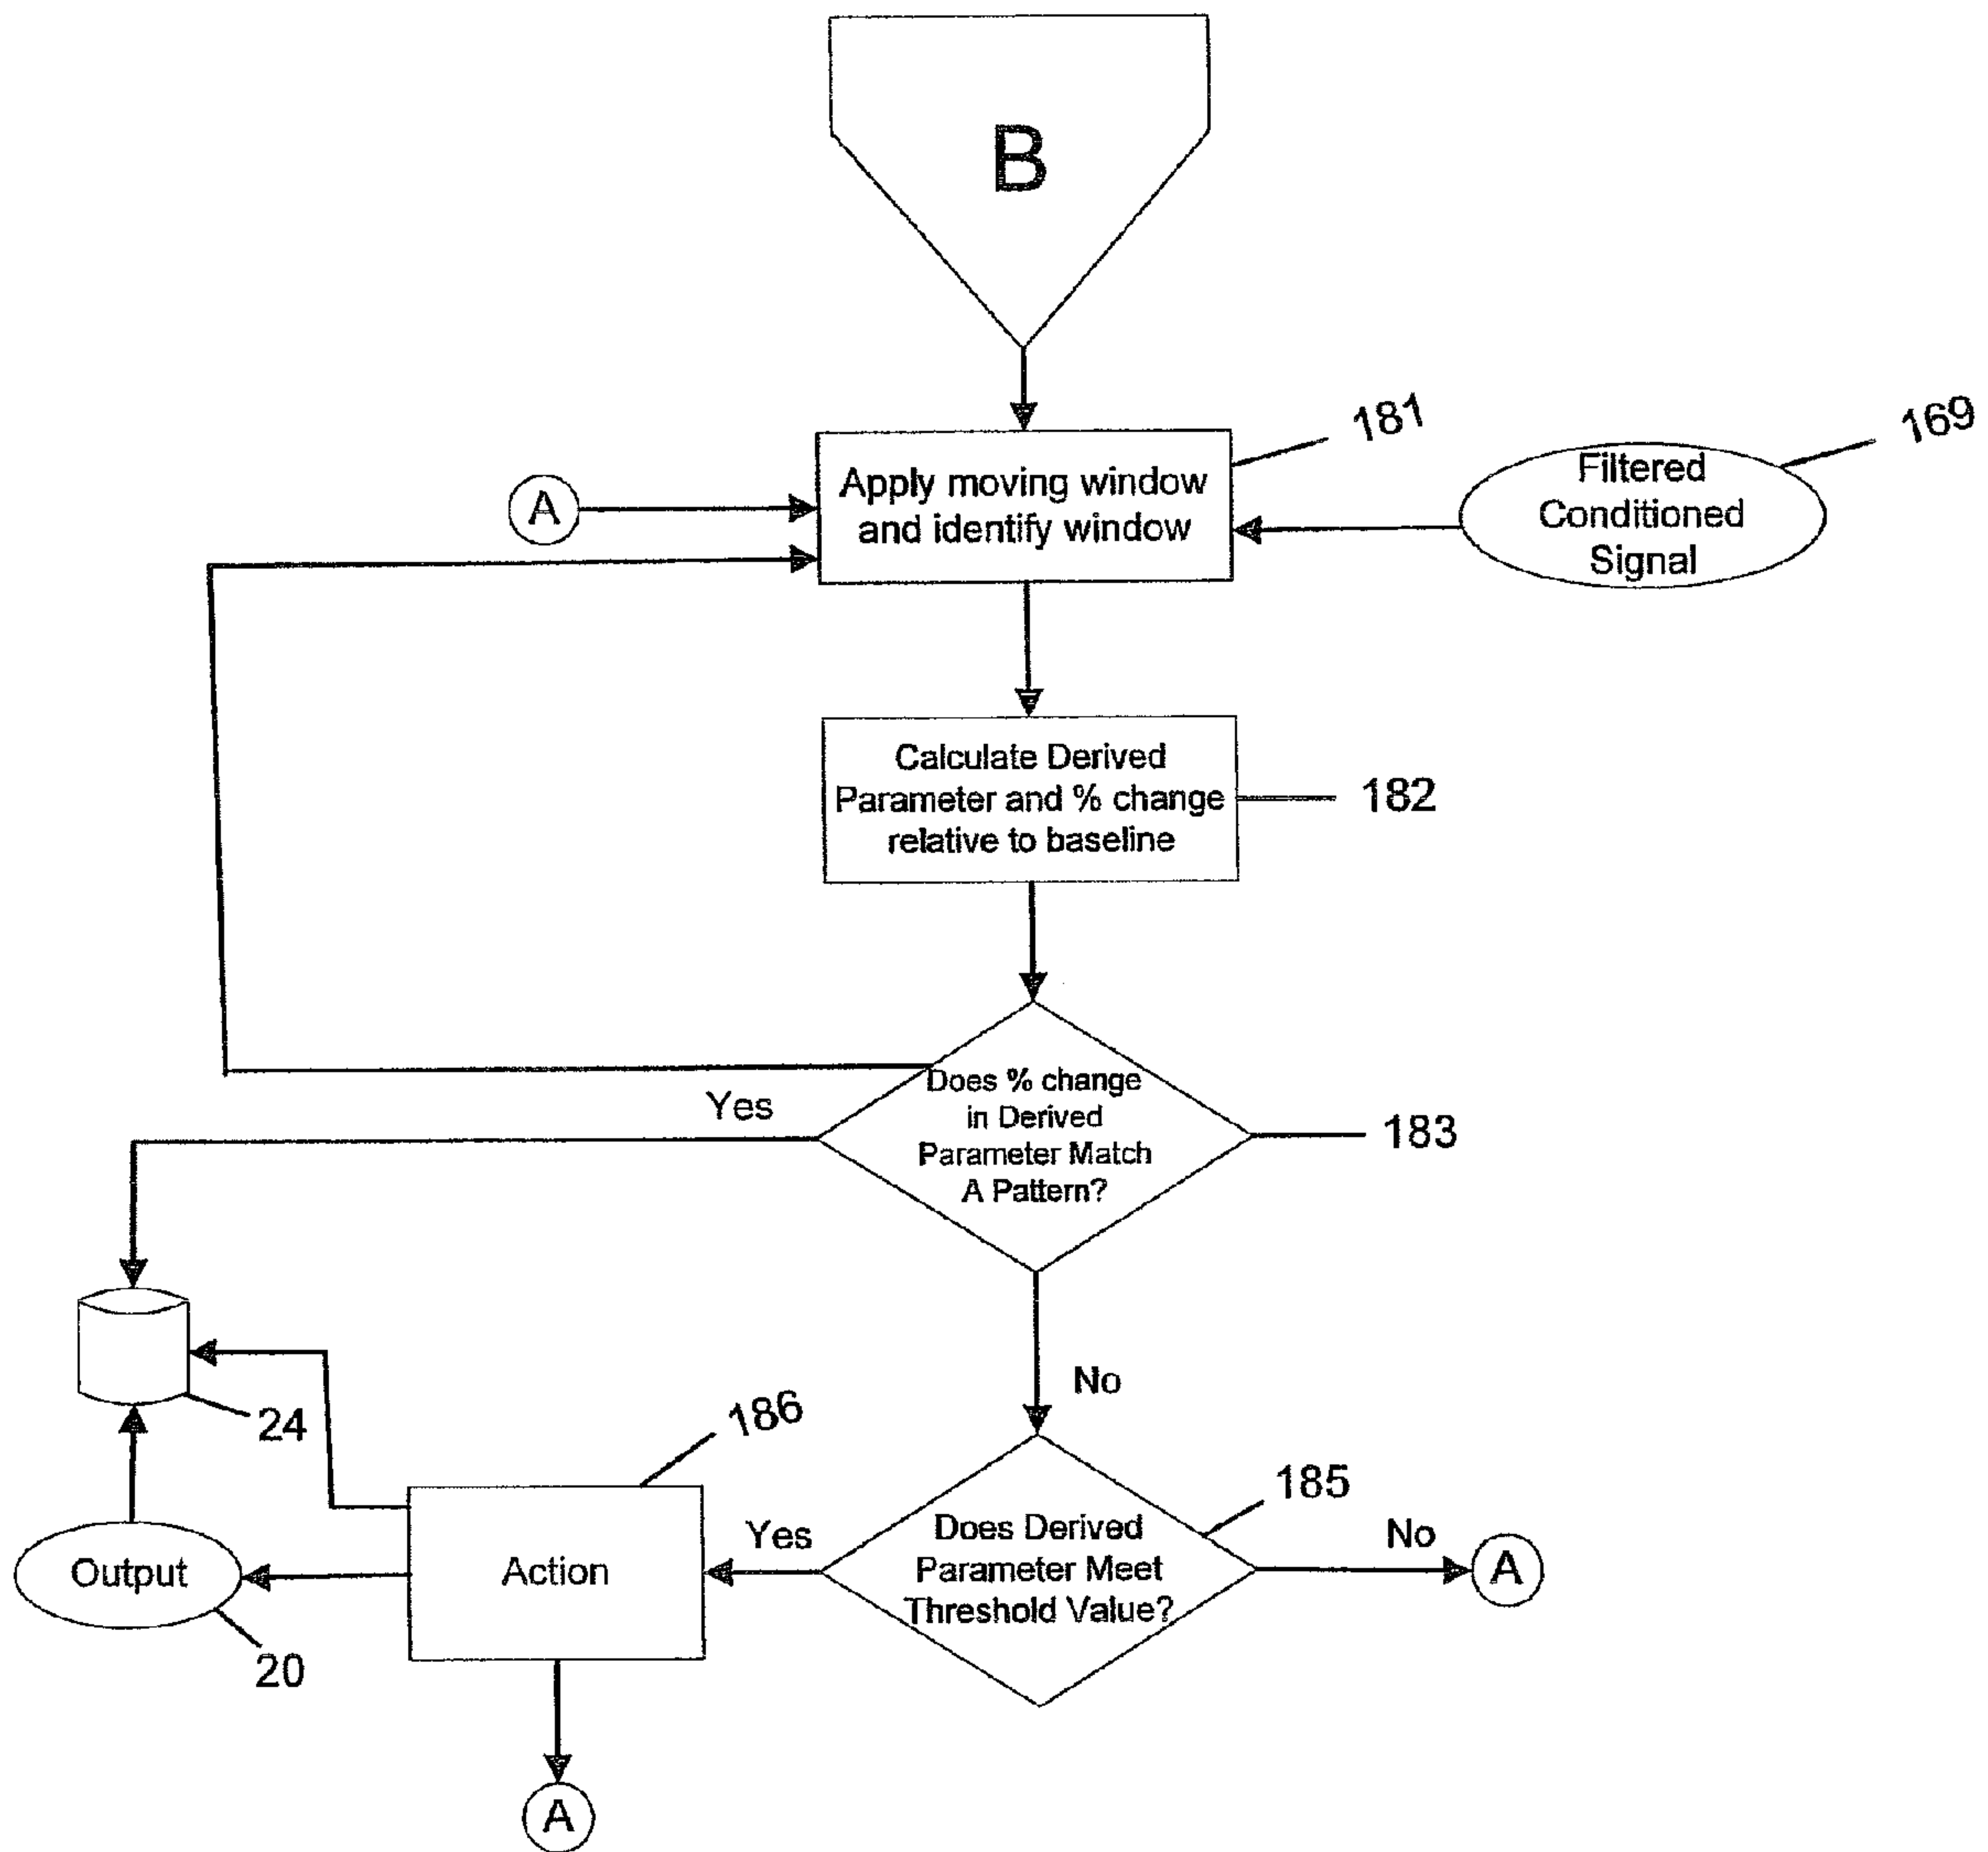 B
181
169
A
Apply moving window
and identify window
Filtered
Conditioned
Signal
Calculate Derived
Parameter and % change
relative to baseline
182
Does % change
in Derived
Parameter Match
A Pattern?
Yes
183
No
24
186
185
Does Derived
Parameter Meet
Threshold Value?
Yes
No
A
Action
Output
20
A